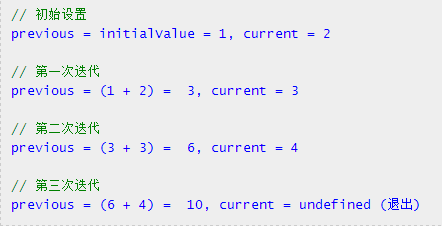 // 初始设置
previous = initialValue = 1, current = 2
// 第一次迭代
previous = (1 + 2) =  3, current = 3
// 第二次迭代
previous = (3 + 3) =  6, current = 4
// 第三次迭代
previous = (6 + 4) =  10, current = undefined (退出)